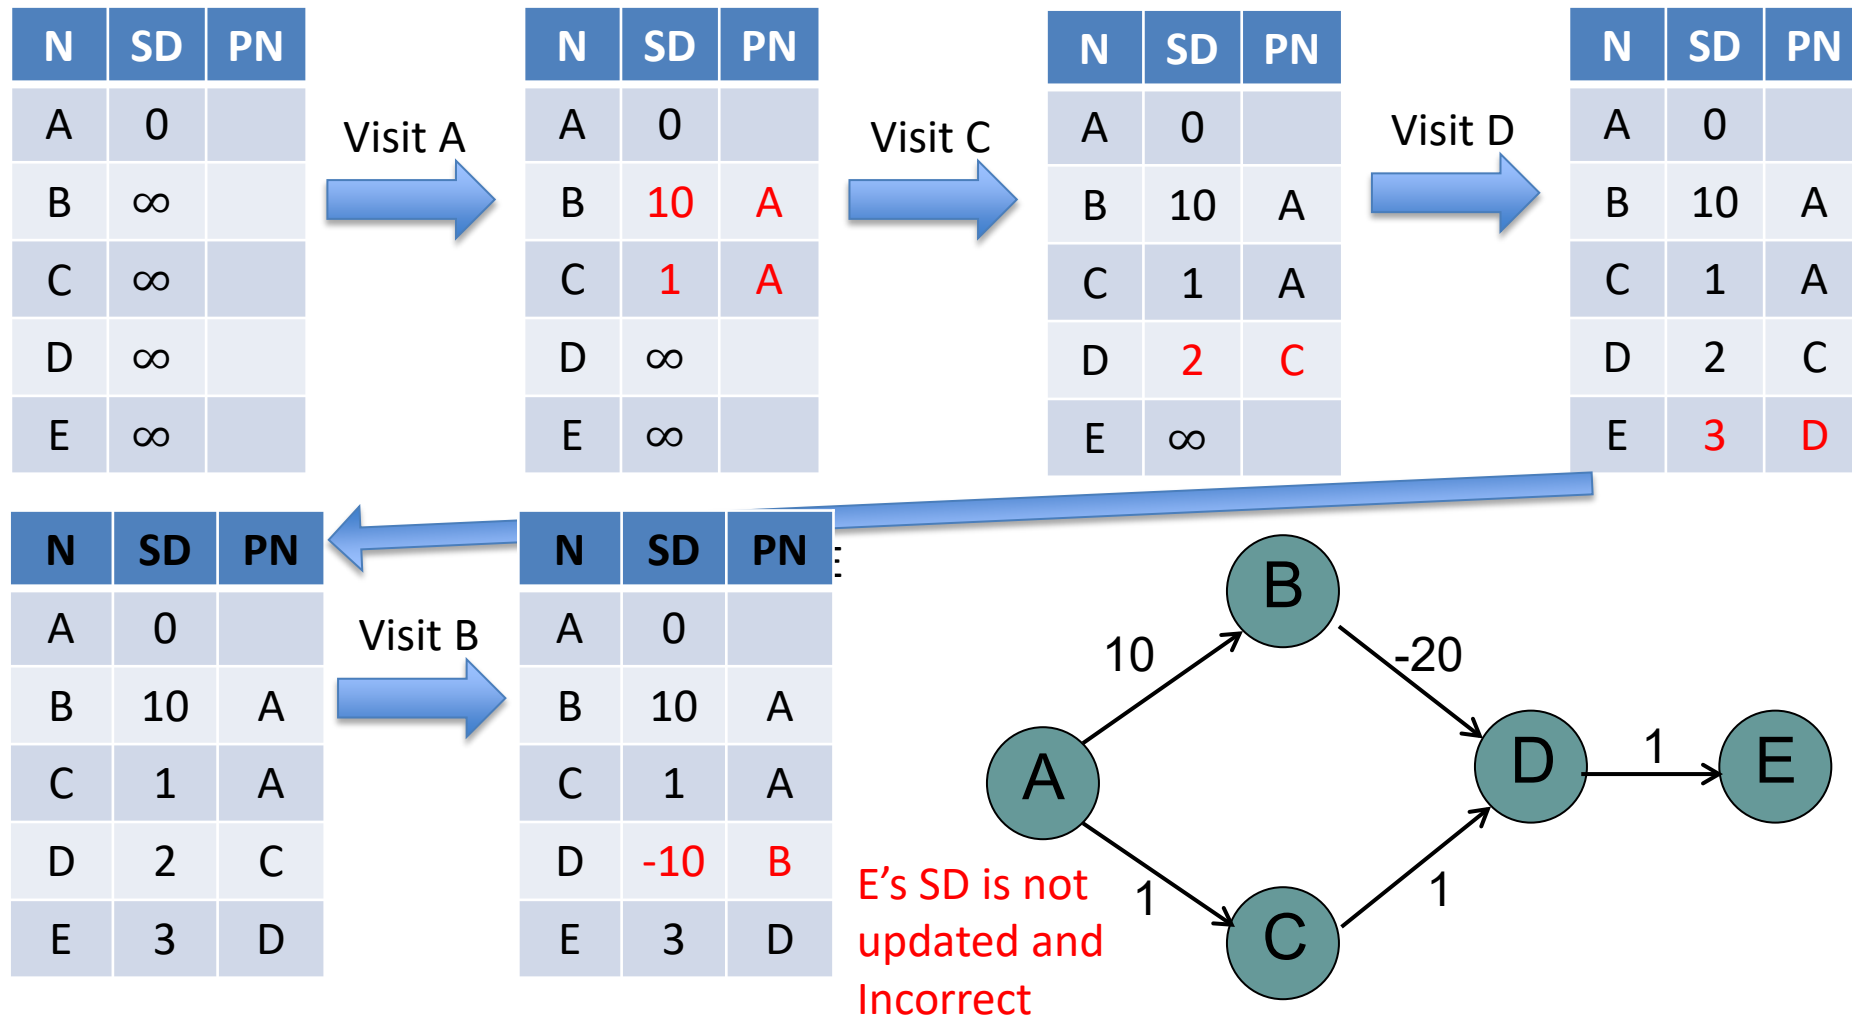 N SD PN
A 0
B ∞
C ∞
D ∞
E ∞
Visit A
N SD PN
A 0
B 10 A
C 1 A
D ∞
E ∞
Visit C
N SD PN
A 0
B 10 A
C 1 A
D 2 C
E ∞
Visit D
N SD PN
A 0
B 10 A
C 1 A
D 2 C
E 3 D
N SD PN
A 0
B 10 A
C 1 A
D 2 C
E 3 D
Visit B
N SD PN
A 0
B 10 A
C 1 A
D -10 B
E 3 D
B
10
-20
A
D
1
E
1
1
C
E’s SD is not
updated and
Incorrect